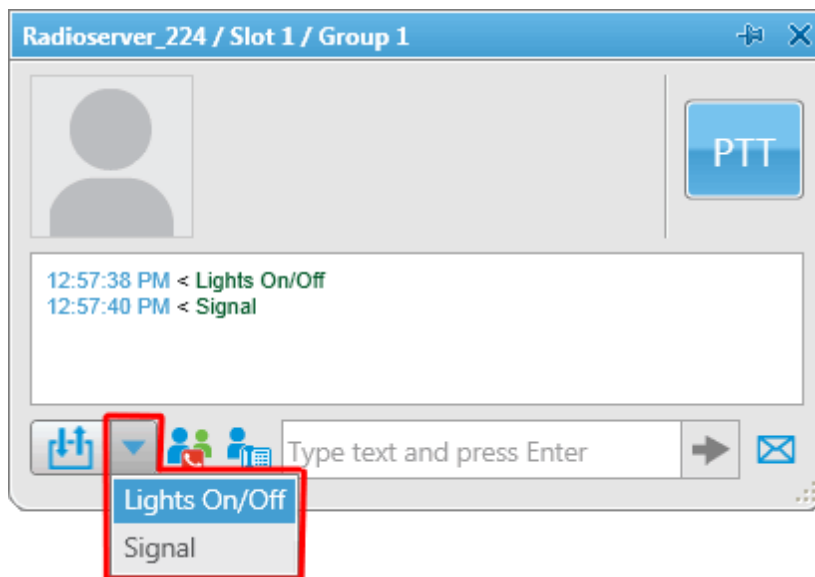 Radioserver_224 / Slot 1 / Group 1
PTT
12:57:38 PM < Lights On/Off
12:57:40 PM < Signal
Type text and press Enter
Lights On/Off
Signal